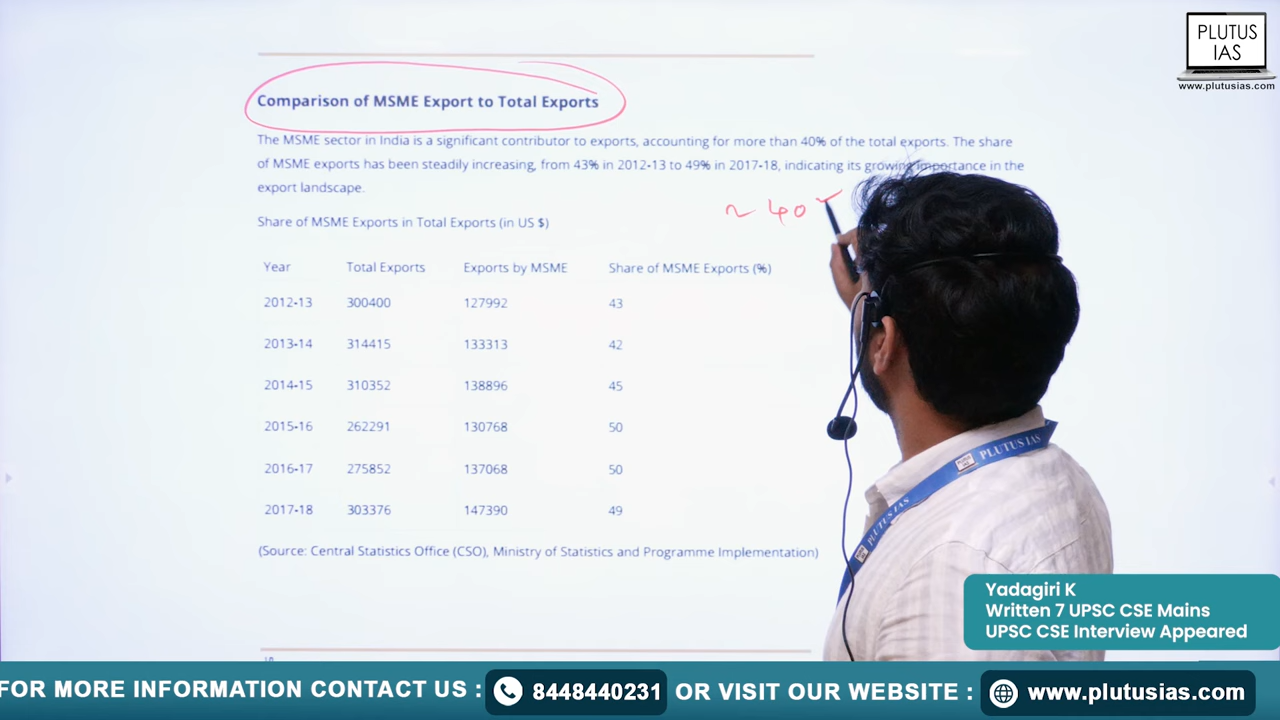 PLUTUS
IAS
www.plutusias.com
Comparison of MSME Export to Total Exports
The MSME sector in India is a significant contributor to exports, accounting for more than 40% of the total exports. The share
of MSME exports has been steadily increasing, from 43% in 2012-13 to 49% in 2017-18, indicating its growing importance in the
export landscape.
~ 40
Share of MSME Exports in Total Exports (in US $)
Year Total Exports Exports by MSME Share of MSME Exports (%)
2012-13 300400 127992 43
2013-14 314415 133313 42
2014-15 310352 138896 45
2015-16 262291 130768 50
2016-17 275852 137068 50
2017-18 303376 147390 49
(Source: Central Statistics Office (CSO), Ministry of Statistics and Programme Implementation)
PLUTUS IAS
Yadagiri K
Written 7 UPSC CSE Mains
UPSC CSE Interview Appeared
FOR MORE INFORMATION CONTACT US : 8448440231 OR VISIT OUR WEBSITE : www.plutusias.com